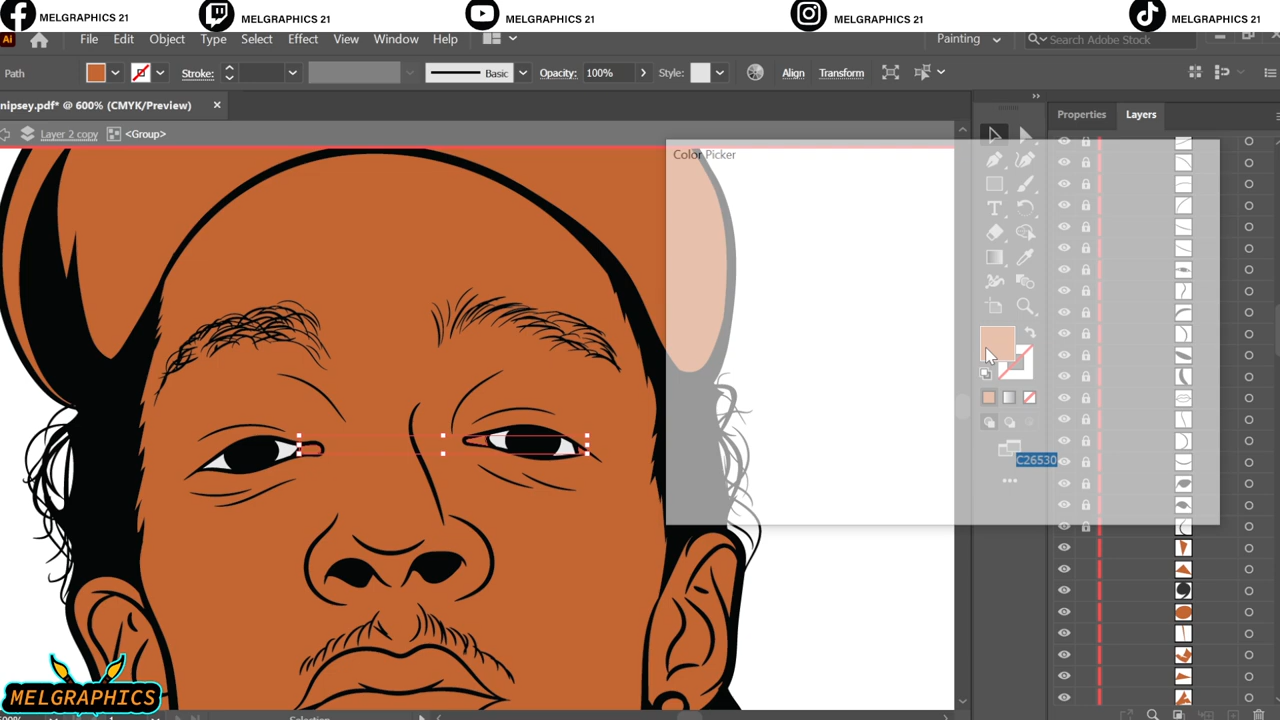 MELGRAPHICS 21
MELGRAPHICS 21
MELGRAPHICS 21
MELGRAPHICS 21
MELGRAPHICS 21
Ai File Edit Object Type Select Effect View Window Help Painting Search Adobe Stock
Path Stroke: Basic Opacity: 100% Style: Align Transform
nipsey.pdf* @ 600% (CMYK/Preview)
Layer 2 copy <Group>
Properties Layers
Color Picker
C26530
MELGRAPHICS
Selection